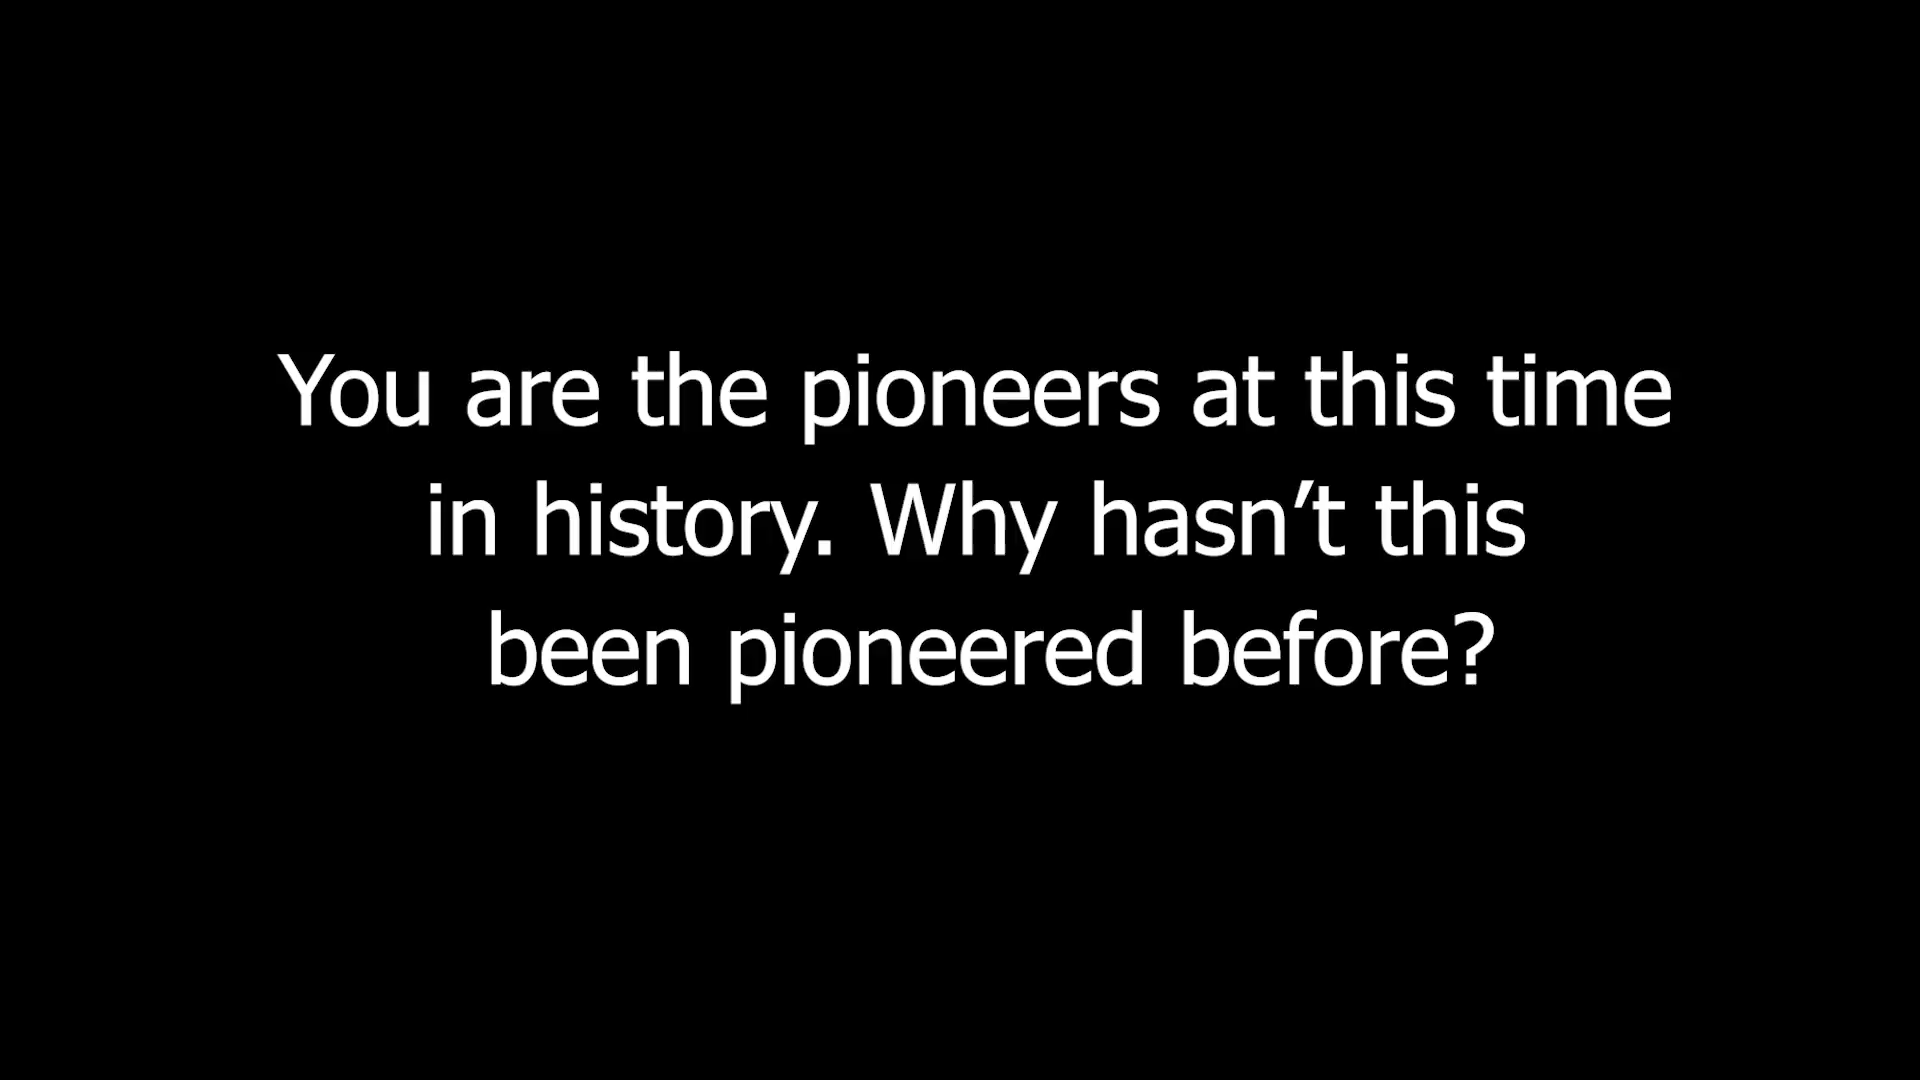 You are the pioneers at this time
in history. Why hasn’t this
been pioneered before?